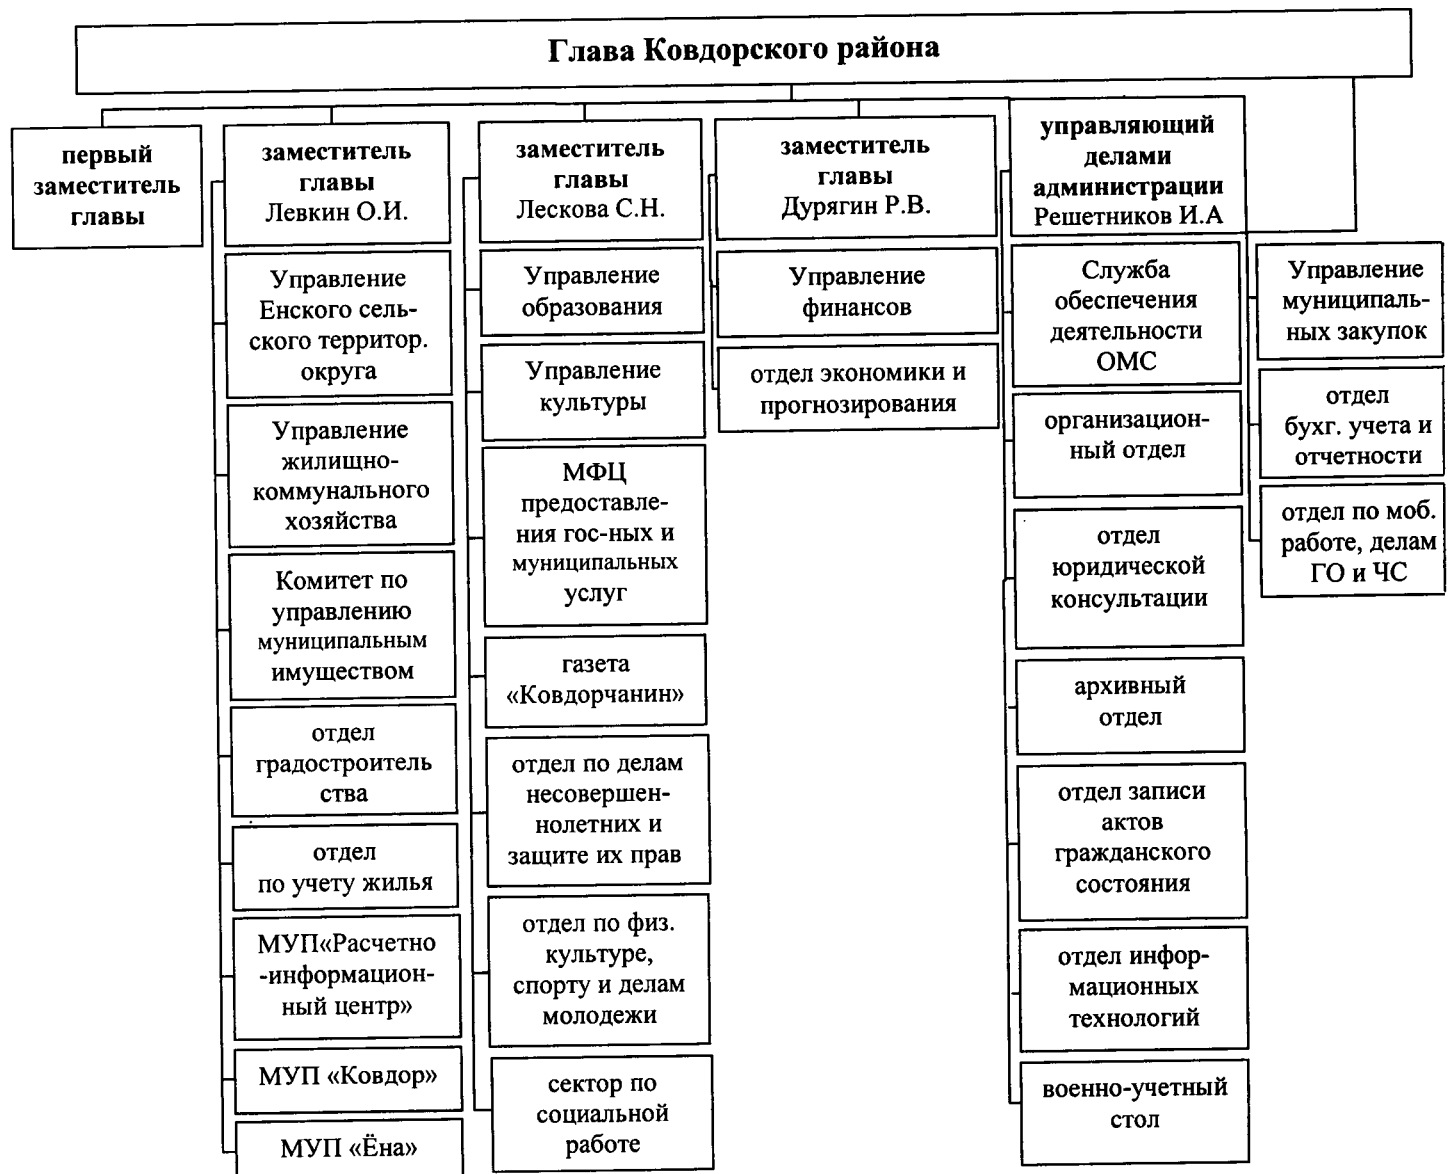 Глава Ковдорского района
первый
заместитель
главы
заместитель
главы
Левкин О.И.
Управление
Енского сель-
ского территор.
округа
Управление
жилищно-
коммунального
хозяйства
Комитет по
управлению
муниципальным
имуществом
отдел
градостроитель
ства
отдел
по учету жилья
МУП«Расчетно
-информацион-
ный центр»
МУП «Ковдор»
МУП «Ёна»
заместитель
главы
Лескова С.Н.
Управление
образования
Управление
культуры
МФЦ
предоставле-
ния гос-ных и
муниципальных
услуг
газета
«Ковдорчанин»
отдел по делам
несовершен-
нолетних и
защите их прав
отдел по физ.
культуре,
спорту и делам
молодежи
сектор по
социальной
работе
заместитель
главы
Дурягин Р.В.
Управление
финансов
отдел экономики и
прогнозирования
управляющий
делами
администрации
Решетников И.А
Служба
обеспечения
деятельности
ОМС
организацион-
ный отдел
отдел
юридической
консультации
архивный
отдел
отдел записи
актов
гражданского
состояния
отдел инфор-
мационных
технологий
военно-учетный
стол
Управление
муниципаль-
ных закупок
отдел
бухг. учета и
отчетности
отдел по моб.
работе, делам
ГО и ЧС